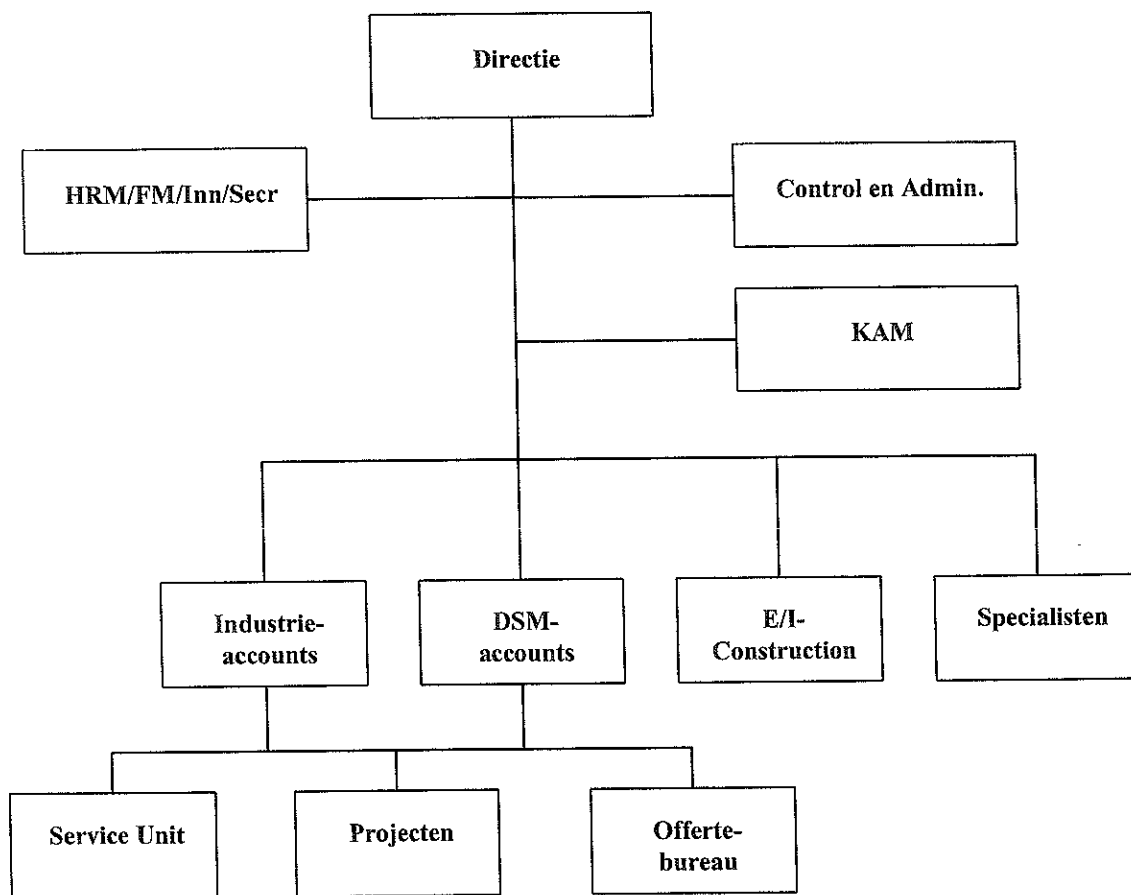 Directie
HRM/FM/Inn/Secr
Control en Admin.
KAM
Industrie-
accounts
DSM-
accounts
E/I-
Construction
Specialisten
Service Unit
Projecten
Offerte-
bureau